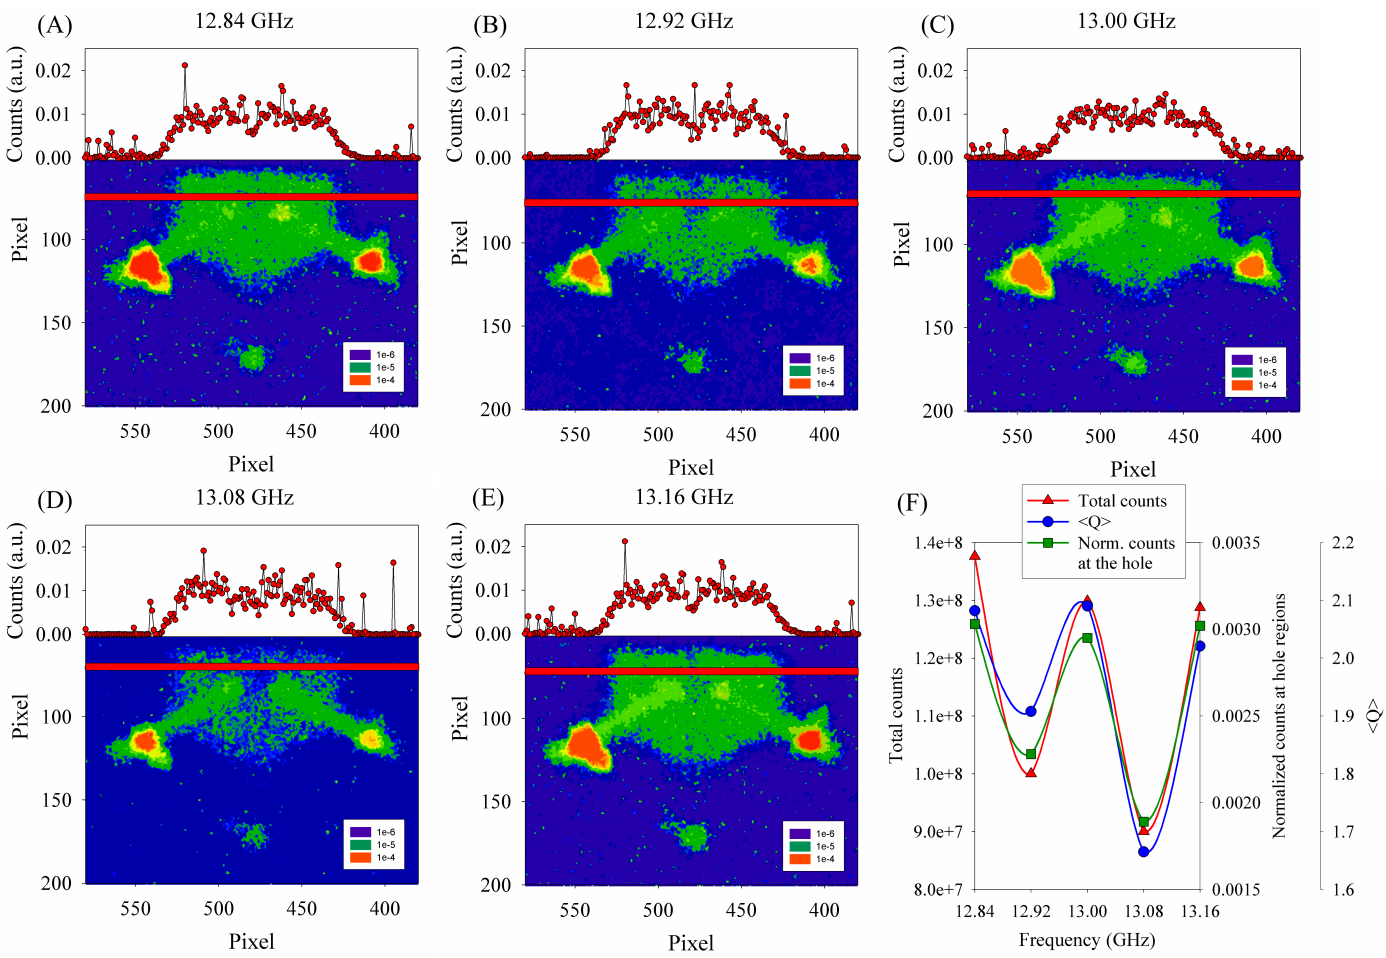 (A)
12.84 GHz
Counts (a.u.)
0.02
0.01
0.00
Pixel
100
150
200
1e-6
1e-5
1e-4
550
500
450
400
Pixel
(B)
12.92 GHz
Counts (a.u.)
0.02
0.01
0.00
Pixel
100
150
200
1e-6
1e-5
1e-4
550
500
450
400
Pixel
(C)
13.00 GHz
Counts (a.u.)
0.02
0.01
0.00
Pixel
100
150
200
1e-6
1e-5
1e-4
550
500
450
400
Pixel
(D)
13.08 GHz
Counts (a.u.)
0.02
0.01
0.00
Pixel
100
150
200
1e-6
1e-5
1e-4
550
500
450
400
Pixel
(E)
13.16 GHz
Counts (a.u.)
0.02
0.01
0.00
Pixel
100
150
200
1e-6
1e-5
1e-4
550
500
450
400
Pixel
(F)
Total counts
<Q>
Norm. counts
at the hole
Total counts
1.4e+8
1.3e+8
1.2e+8
1.1e+8
1.0e+8
9.0e+7
8.0e+7
0.0035
0.0030
0.0025
0.0020
0.0015
Normalized counts at hole regions
2.2
2.1
2.0
1.9
1.8
1.7
1.6
<Q>
12.84
12.92
13.00
13.08
13.16
Frequency (GHz)